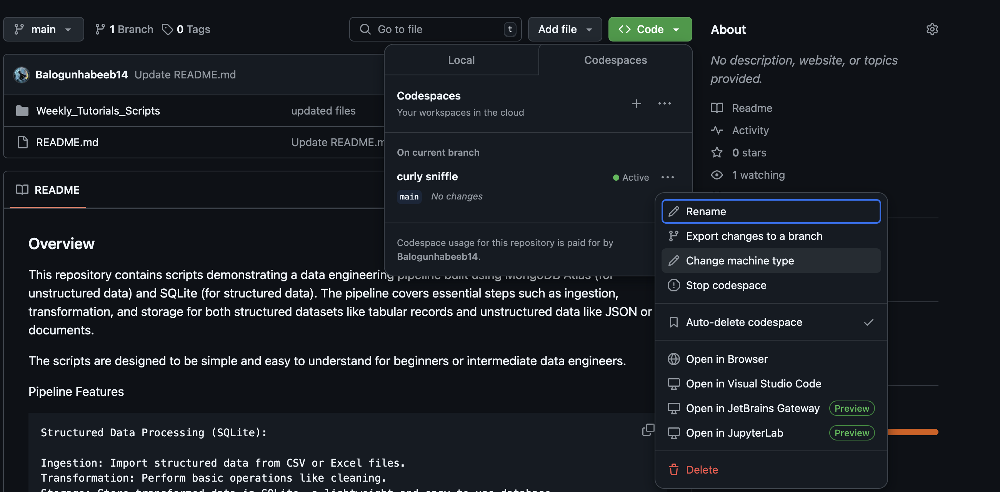 main
1 Branch
0 Tags
Go to file
t
Add file
Code
About
No description, website, or topics
provided.
Readme
Activity
0 stars
1 watching
Balogunhabeeb14 Update README.md
Weekly_Tutorials_Scripts updated files
README.md Update README.m
README
Local
Codespaces
Codespaces
Your workspaces in the cloud
On current branch
curly sniffle
Active
main No changes
Codespace usage for this repository is paid for by
Balogunhabeeb14.
Rename
Export changes to a branch
Change machine type
Stop codespace
Auto-delete codespace
Open in Browser
Open in Visual Studio Code
Open in JetBrains Gateway Preview
Open in JupyterLab Preview
Delete
Overview
This repository contains scripts demonstrating a data engineering pipeline built using MongoDB Atlas (for
unstructured data) and SQLite (for structured data). The pipeline covers essential steps such as ingestion,
transformation, and storage for both structured datasets like tabular records and unstructured data like JSON or
documents.
The scripts are designed to be simple and easy to understand for beginners or intermediate data engineers.
Pipeline Features
Structured Data Processing (SQLite):
Ingestion: Import structured data from CSV or Excel files.
Transformation: Perform basic operations like cleaning.
Storage: Store transformed data in SQLite, a lightweight and easy-to-use database